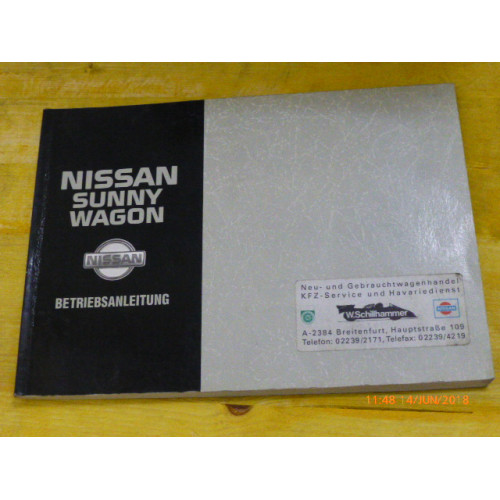 NISSAN
SUNNY
WAGON
NISSAN
BETRIEBSANLEITUNG
Neu- und Gebrauchtwagenhandel
KFZ-Service und Havariedienst
W.Schillhammer
NISSAN
A-2384 Breitenfurt, Hauptstraße 109
Telefon: 02239/2171, Telefax: 02239/4219
11:48 14/JUN/2018